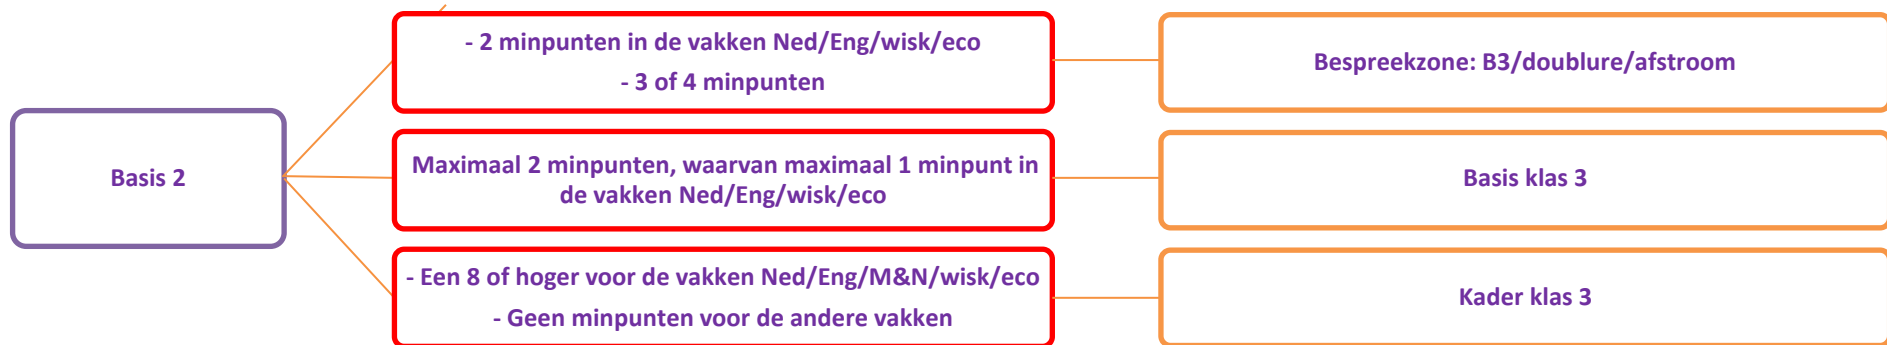 - 2 minpunten in de vakken Ned/Eng/wisk/eco
- 3 of 4 minpunten
Bespreekzone: B3/doublure/afstroom
Basis 2
Maximaal 2 minpunten, waarvan maximaal 1 minpunt in
de vakken Ned/Eng/wisk/eco
Basis klas 3
- Een 8 of hoger voor de vakken Ned/Eng/M&N/wisk/eco
- Geen minpunten voor de andere vakken
Kader klas 3